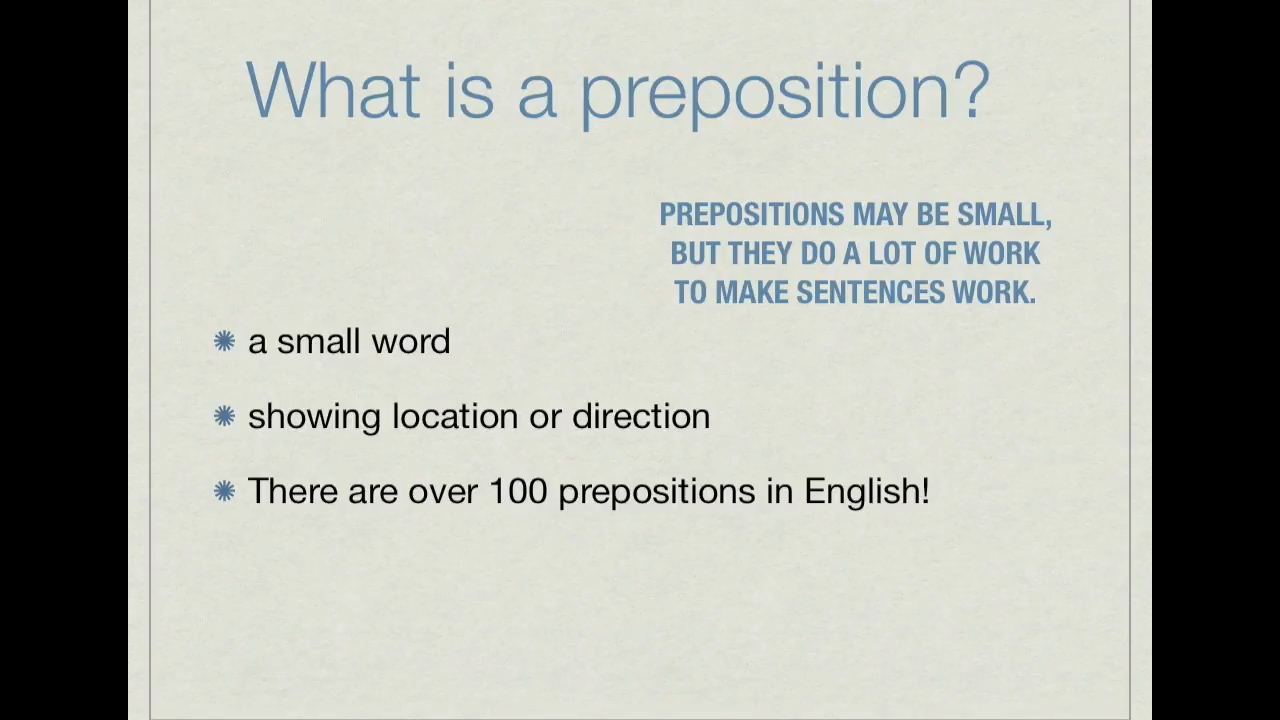 What is a preposition?
PREPOSITIONS MAY BE SMALL,
BUT THEY DO A LOT OF WORK
TO MAKE SENTENCES WORK.
a small word
showing location or direction
There are over 100 prepositions in English!